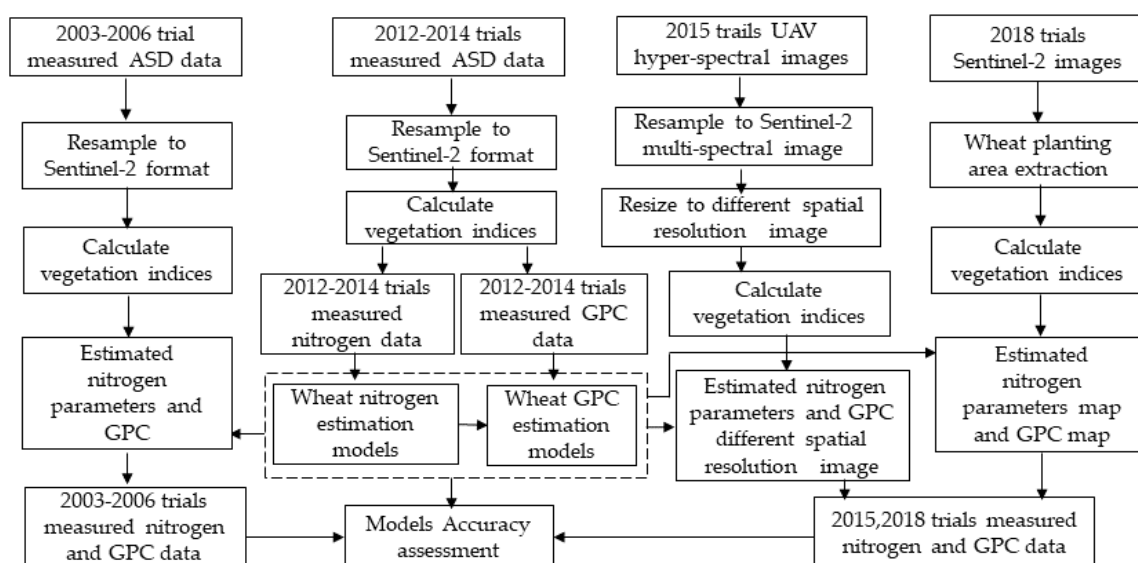 2003-2006 trial
measured ASD data
Resample to
Sentinel-2 format
Calculate
vegetation indices
Estimated
nitrogen
parameters and
GPC
2003-2006 trials
measured nitrogen
and GPC data
2012-2014 trials
measured ASD data
Resample to
Sentinel-2 format
Calculate
vegetation indices
2012-2014 trials
measured
nitrogen data
2012-2014 trials
measured GPC
data
Wheat nitrogen
estimation
models
Wheat GPC
estimation
models
Models Accuracy
assessment
2015 trails UAV
hyper-spectral images
Resample to Sentinel-2
multi-spectral image
Resize to different spatial
resolution image
Calculate
vegetation indices
Estimated nitrogen
parameters and GPC
different spatial
resolution image
2018 trials
Sentinel-2 images
Wheat planting
area extraction
Calculate
vegetation indices
Estimated
nitrogen
parameters map
and GPC map
2015,2018 trials measured
nitrogen and GPC data